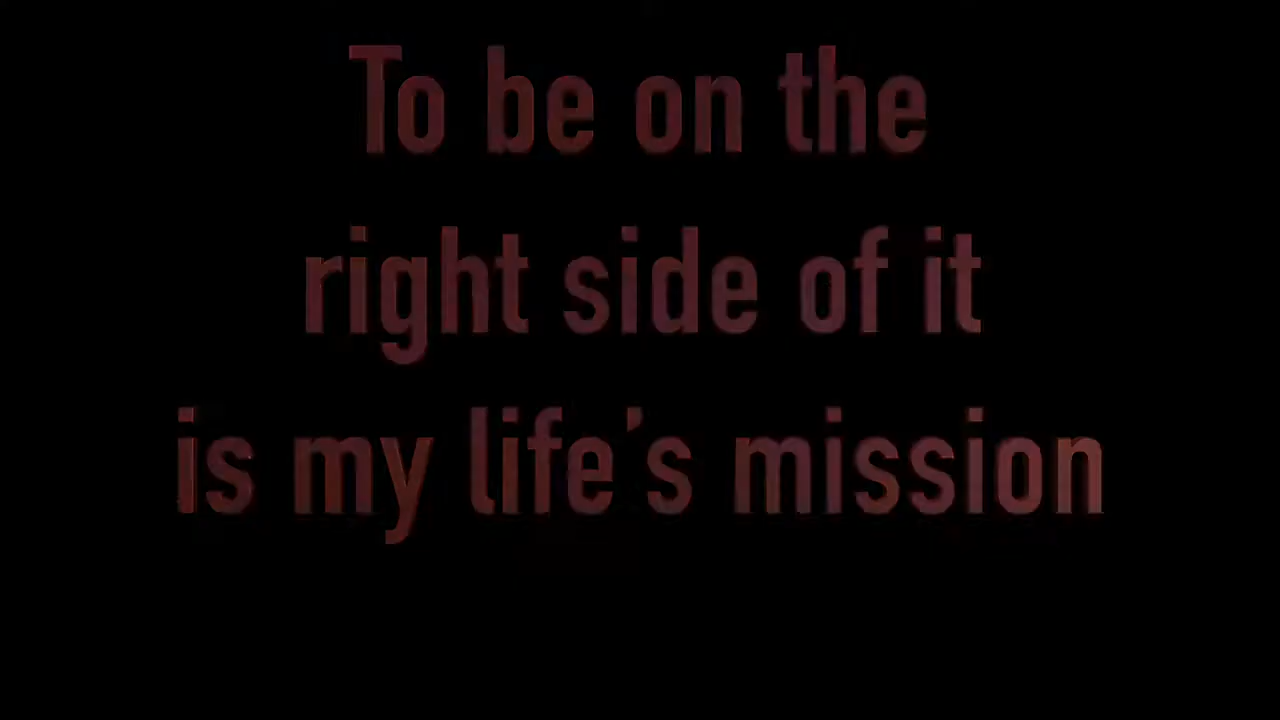 To be on the
right side of it
is my life’s mission